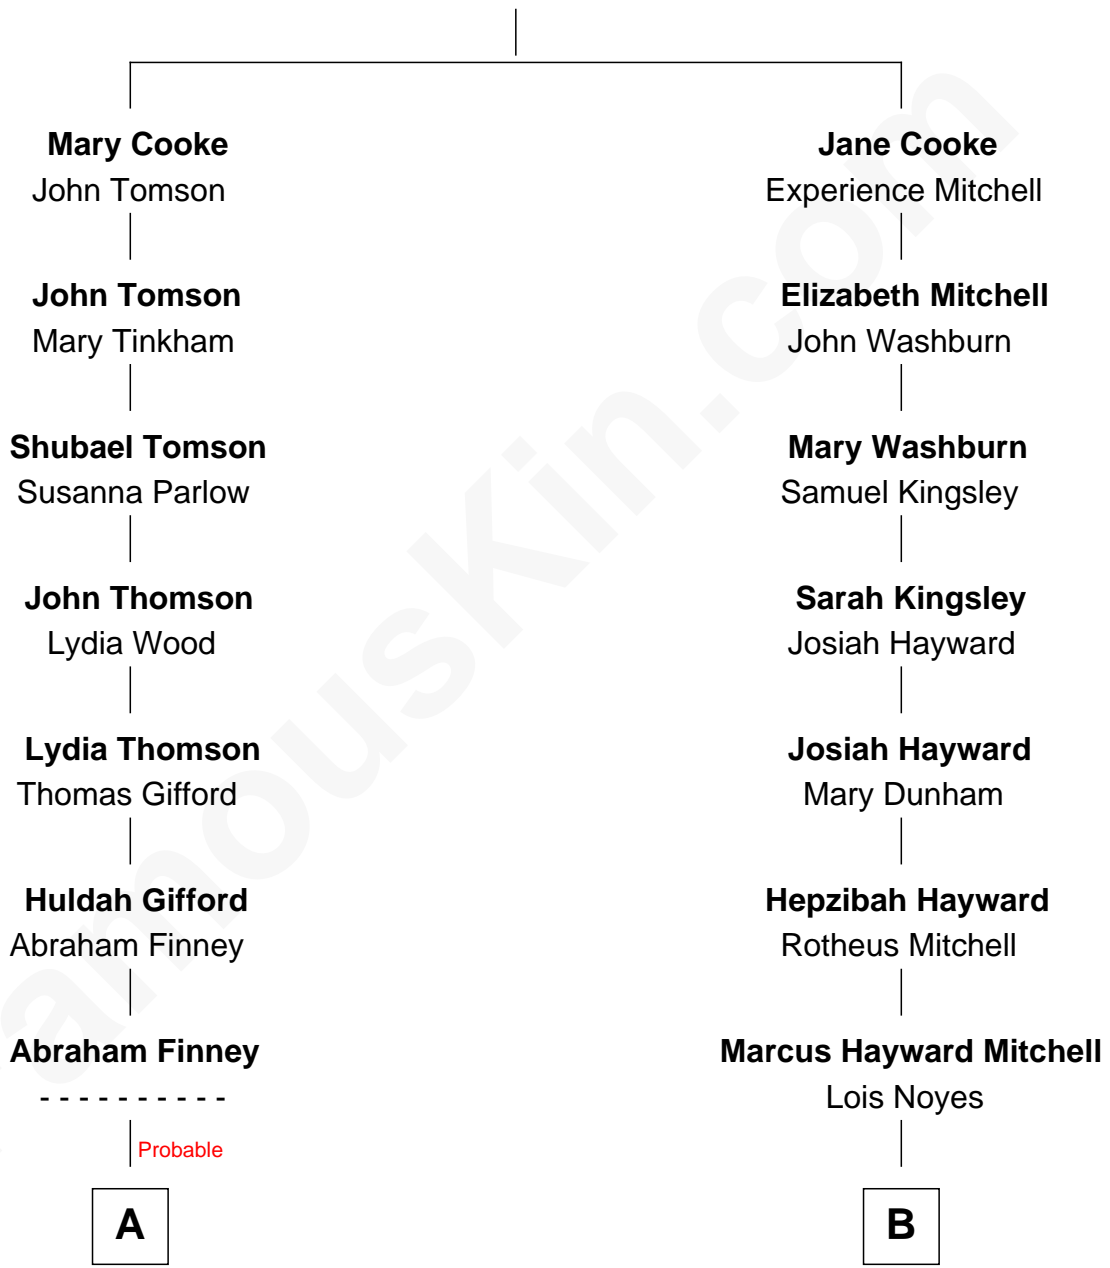 Mary Cooke
John Tomson
John Tomson
Mary Tinkham
Shubael Tomson
Susanna Parlow
John Thomson
Lydia Wood
Lydia Thomson
Thomas Gifford
Huldah Gifford
Abraham Finney
Abraham Finney
- - - - - - - - - -
Probable
A
Jane Cooke
Experience Mitchell
Elizabeth Mitchell
John Washburn
Mary Washburn
Samuel Kingsley
Sarah Kingsley
Josiah Hayward
Josiah Hayward
Mary Dunham
Hepzibah Hayward
Rotheus Mitchell
Marcus Hayward Mitchell
Lois Noyes
B
amousKin.com